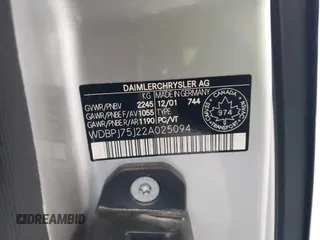 DAIMLERCHRYSLER AG
KG MADE IN GERMANY
GVWR/PNBV 2245 12/01 744
GAWR/PNBE F/AV 1055 TYPE
GAWR/PNBE R/AR 1190 PC/VT
WDBPJ75J22A025094
CANADA
974
TRANSPORT
DREAMBID